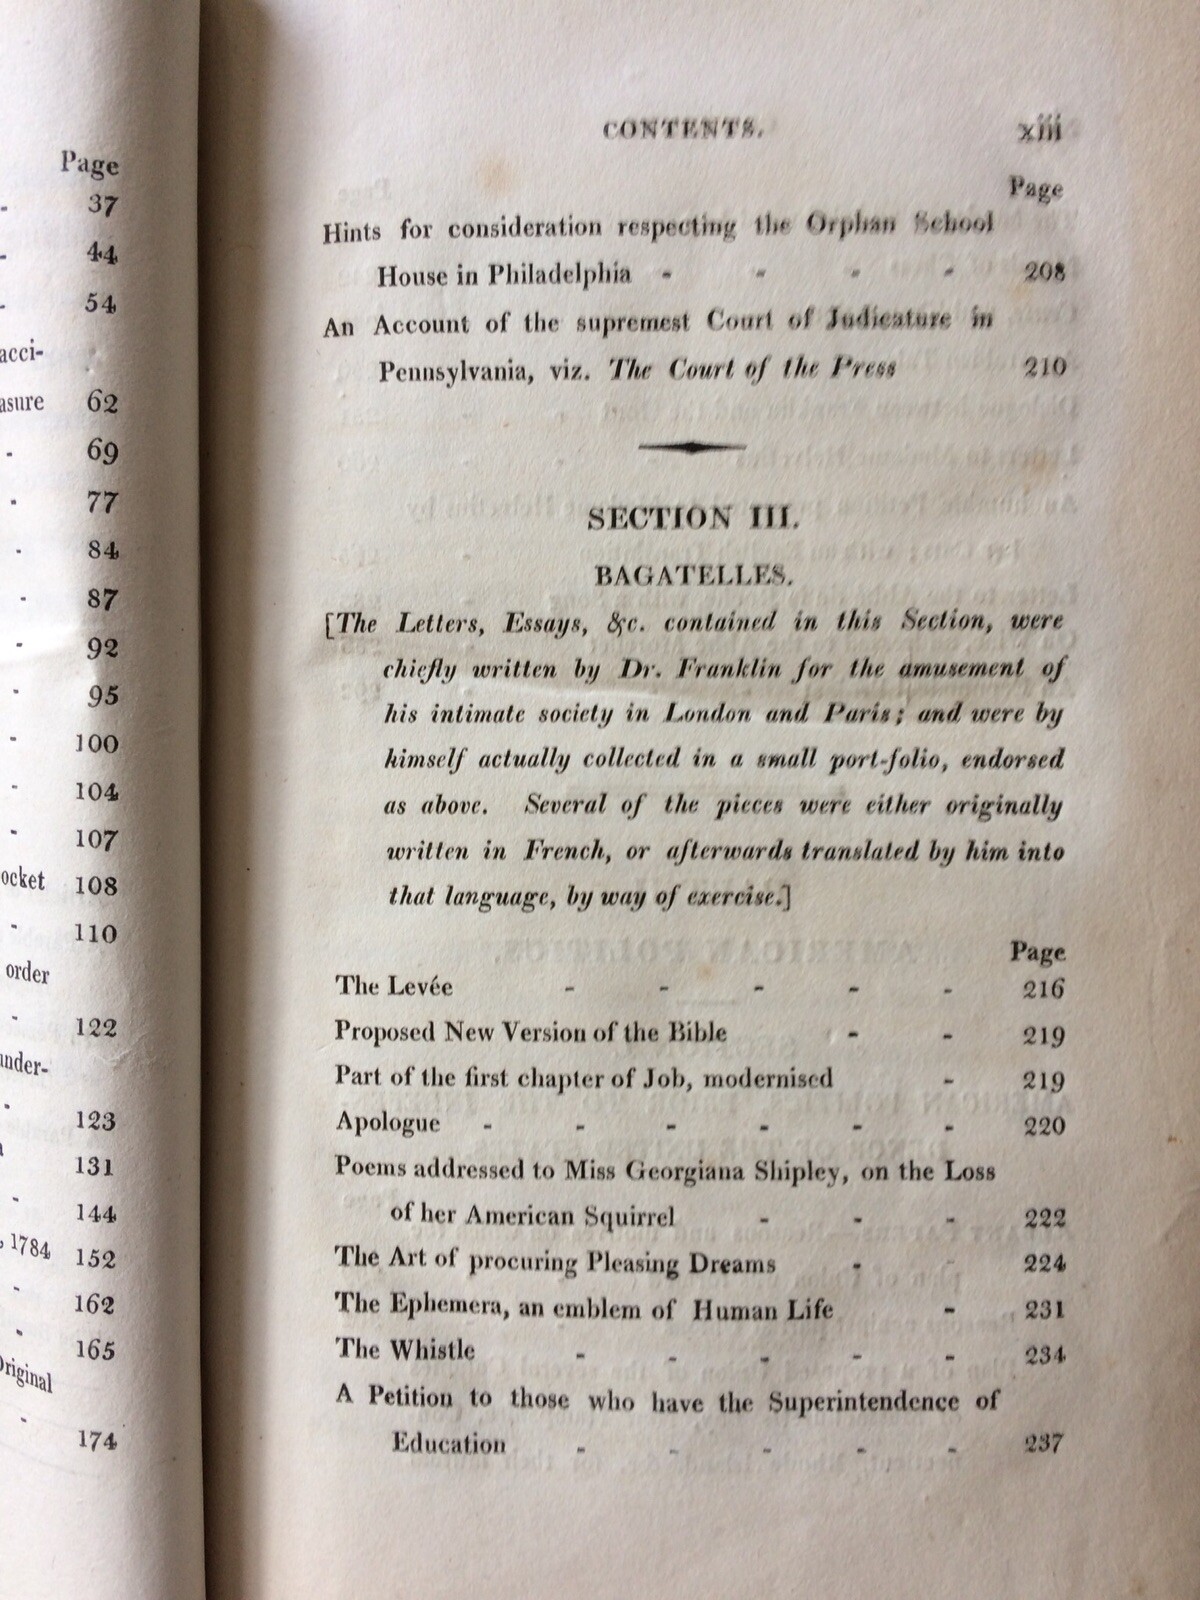 Page
- 37
- 44
- 54
acci-
asure 62
- 69
- 77
- 84
- 87
- 92
- 95
- 100
- 104
- 107
ocket 108
- 110
order
- 122
under-
- 123
131
- 144
, 1784 152
- 162
- 165
Original
- 174
CONTENTS. xiii
Page
Hints for consideration respecting the Orphan School
House in Philadelphia - - - - 208
An Account of the supremest Court of Judicature in
Pennsylvania, viz. The Court of the Press 210
SECTION III.
BAGATELLES.
[The Letters, Essays, &c. contained in this Section, were
chiefly written by Dr. Franklin for the amusement of
his intimate society in London and Paris; and were by
himself actually collected in a small port-folio, endorsed
as above. Several of the pieces were either originally
written in French, or afterwards translated by him into
that language, by way of exercise.]
Page
The Levée - - - - - 216
Proposed New Version of the Bible - - 219
Part of the first chapter of Job, modernised - 219
Apologue - - - - - - 220
Poems addressed to Miss Georgiana Shipley, on the Loss
of her American Squirrel - - - 222
The Art of procuring Pleasing Dreams - - 224
The Ephemera, an emblem of Human Life - 231
The Whistle - - - - - 234
A Petition to those who have the Superintendence of
Education - - - - - 237